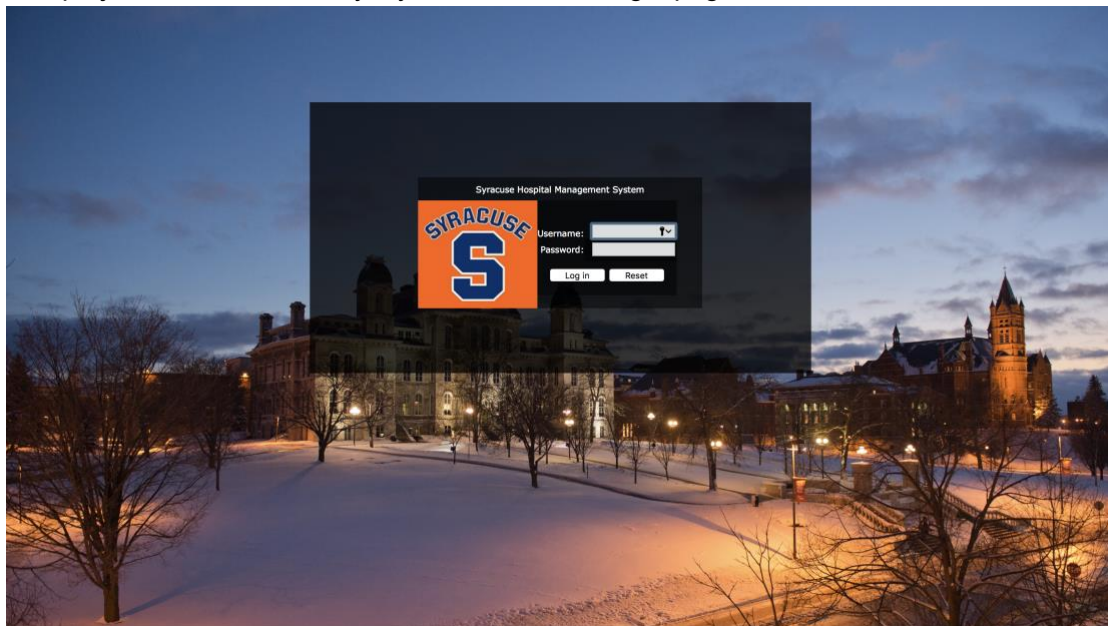 Syracuse Hospital Management System
SYRACUSE
S
Username:
Password:
Log in
Reset